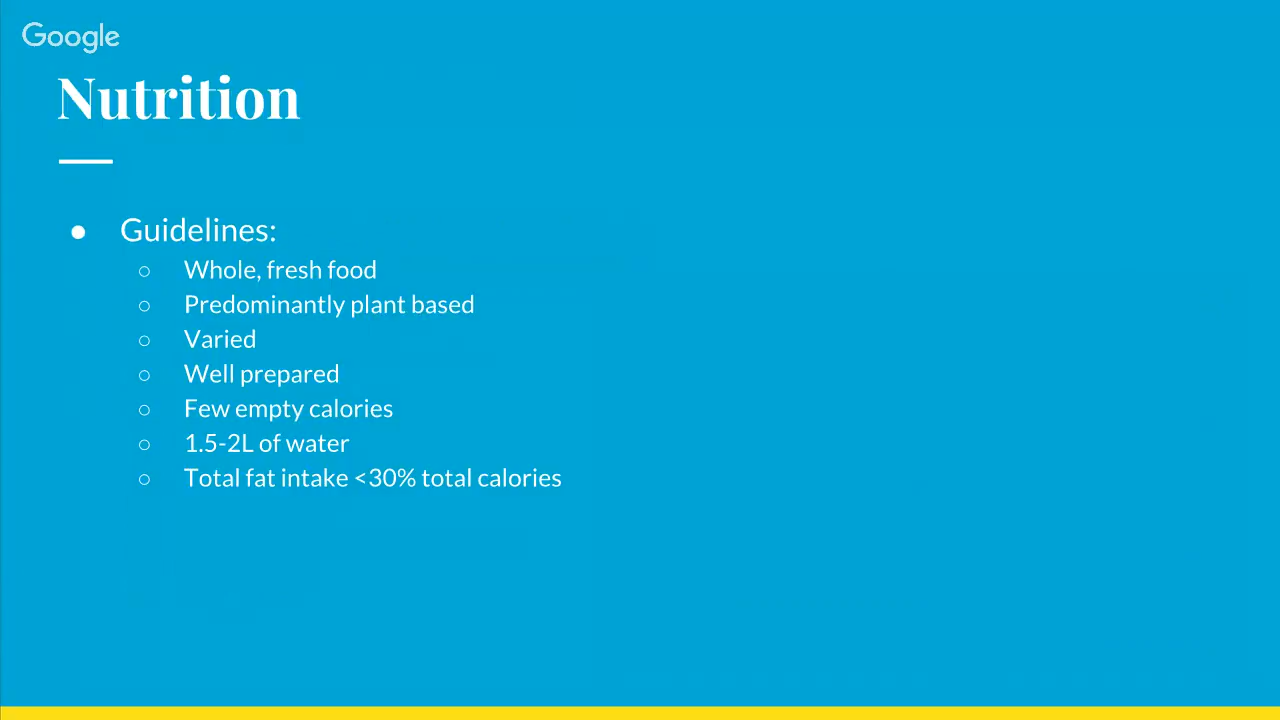 Google
Nutrition
● Guidelines:
○ Whole, fresh food
○ Predominantly plant based
○ Varied
○ Well prepared
○ Few empty calories
○ 1.5-2L of water
○ Total fat intake <30% total calories